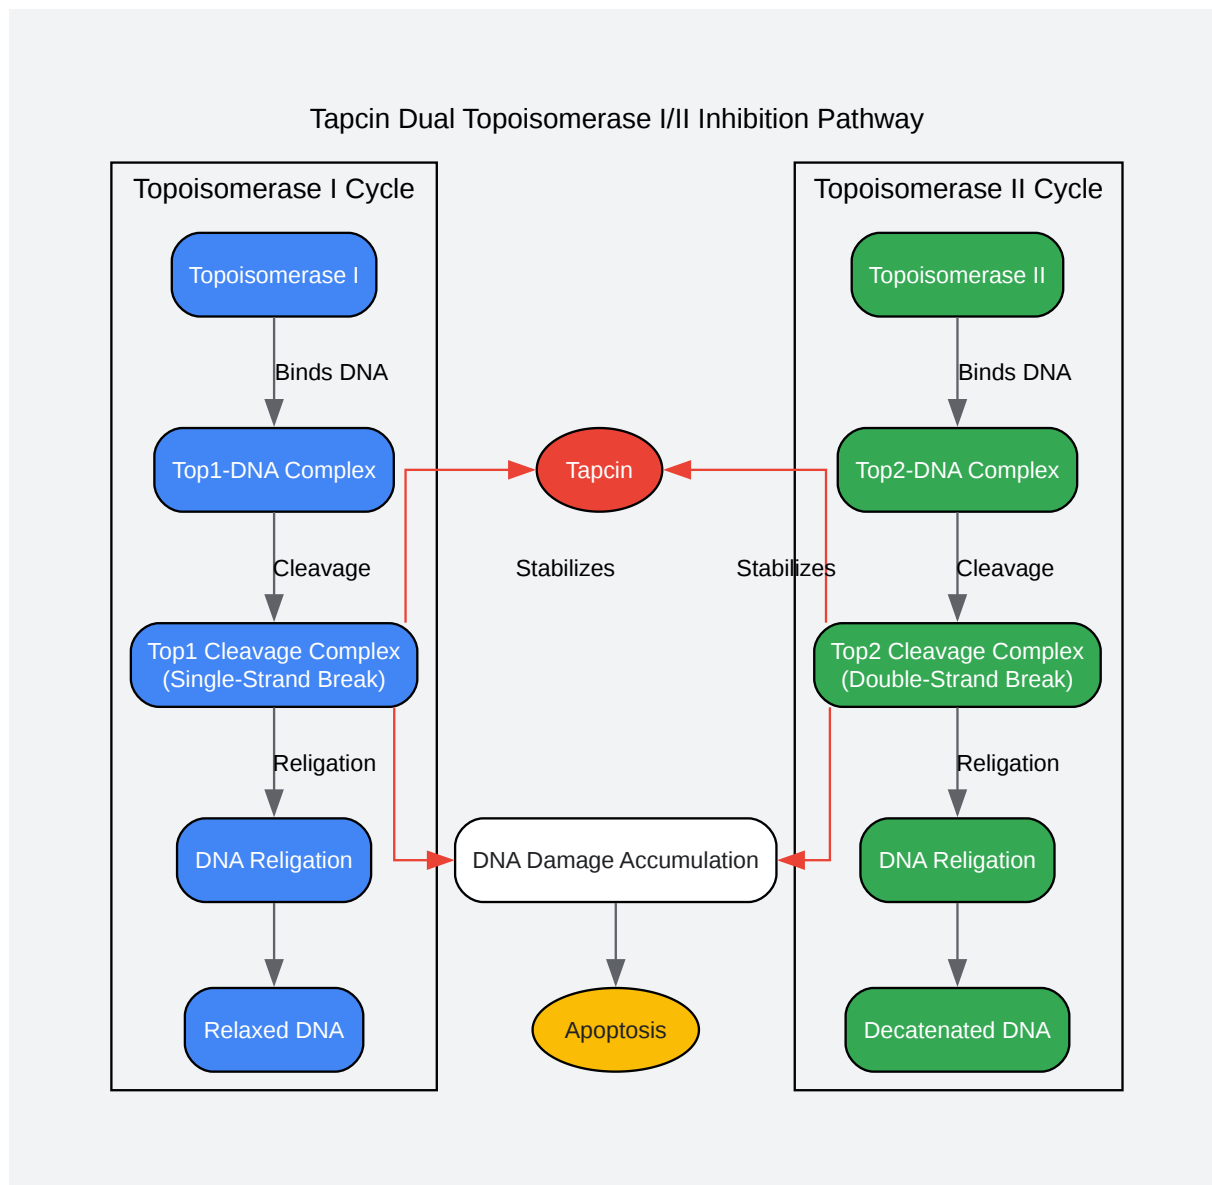 Tapcin Dual Topoisomerase I/II Inhibition Pathway
Topoisomerase I Cycle
Topoisomerase I
Binds DNA
Top1-DNA Complex
Cleavage
Top1 Cleavage Complex
(Single-Strand Break)
Religation
DNA Religation
Relaxed DNA
Tapcin
Stabilizes
Stabilizes
DNA Damage Accumulation
Apoptosis
Topoisomerase II Cycle
Topoisomerase II
Binds DNA
Top2-DNA Complex
Cleavage
Top2 Cleavage Complex
(Double-Strand Break)
Religation
DNA Religation
Decatenated DNA